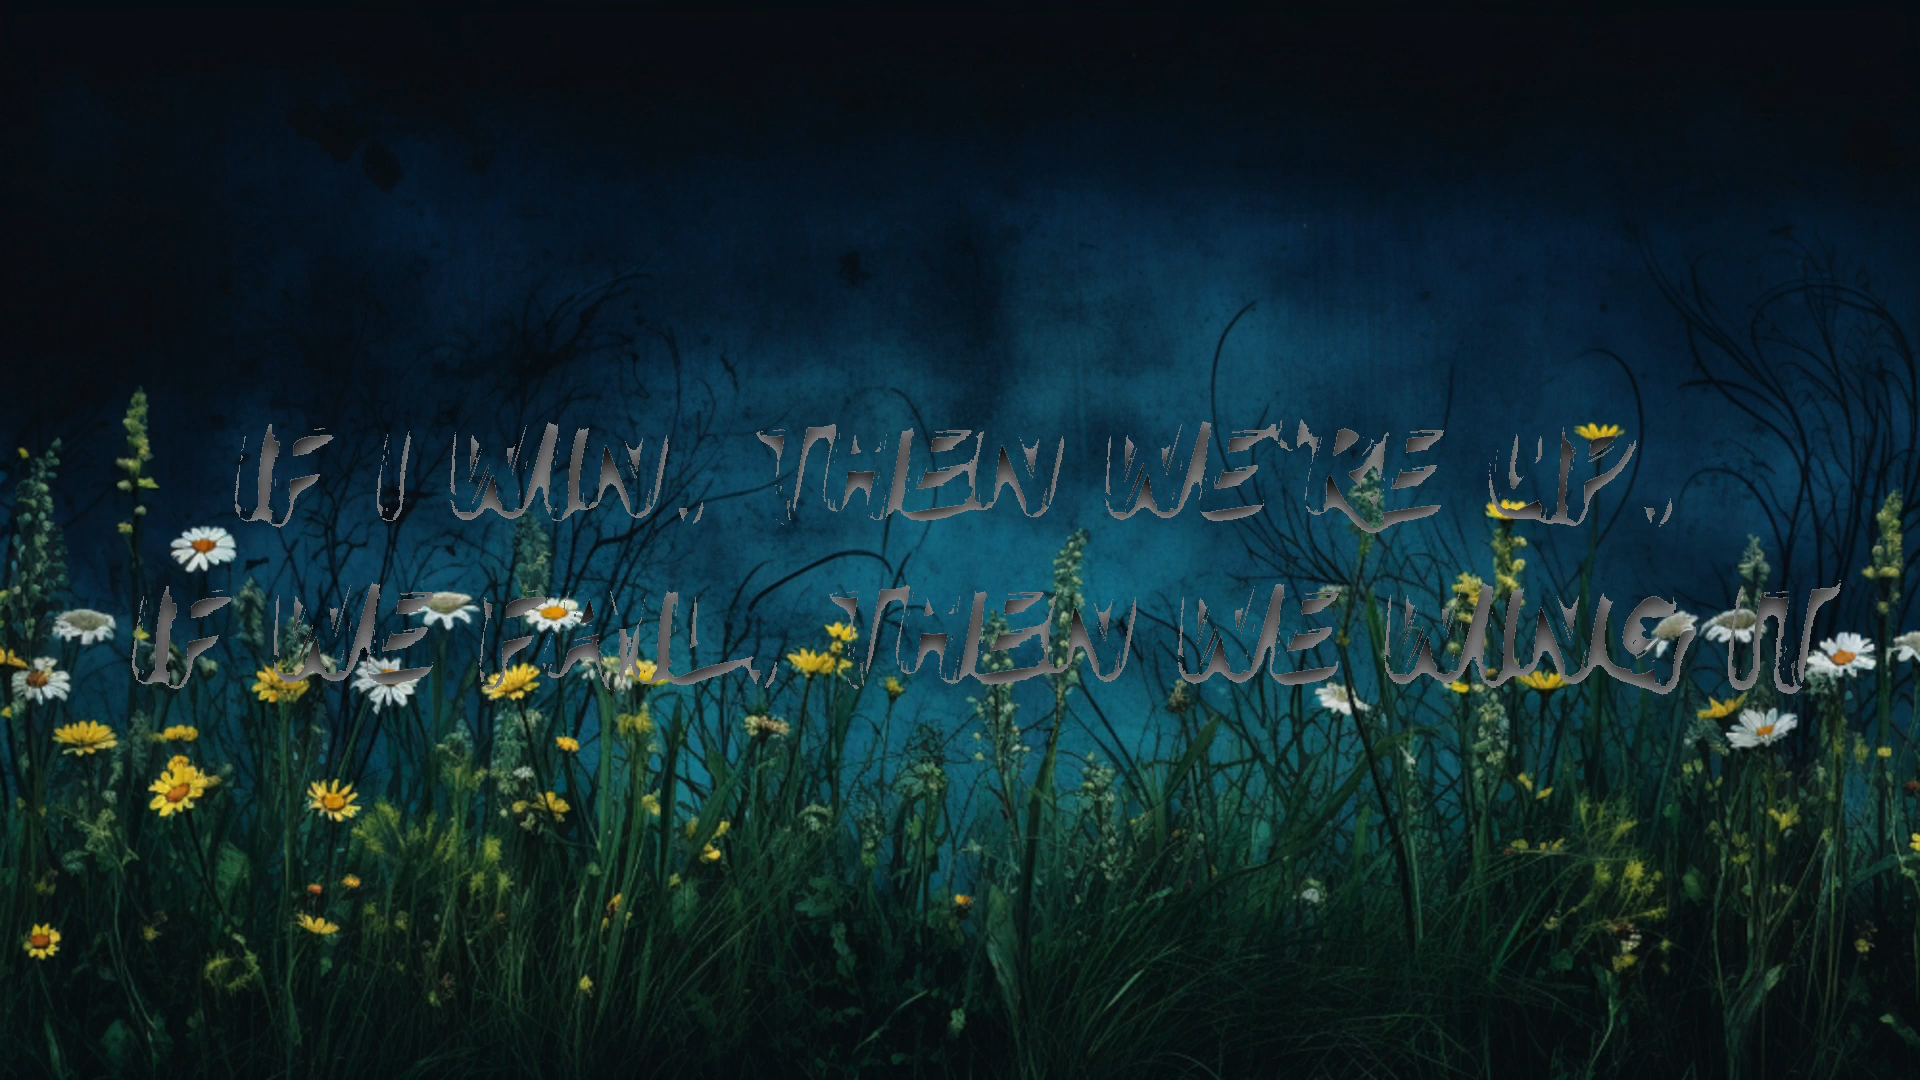 IF I WIN, THEN WE'RE UP,
IF WE FAIL, THEN WE WING IT